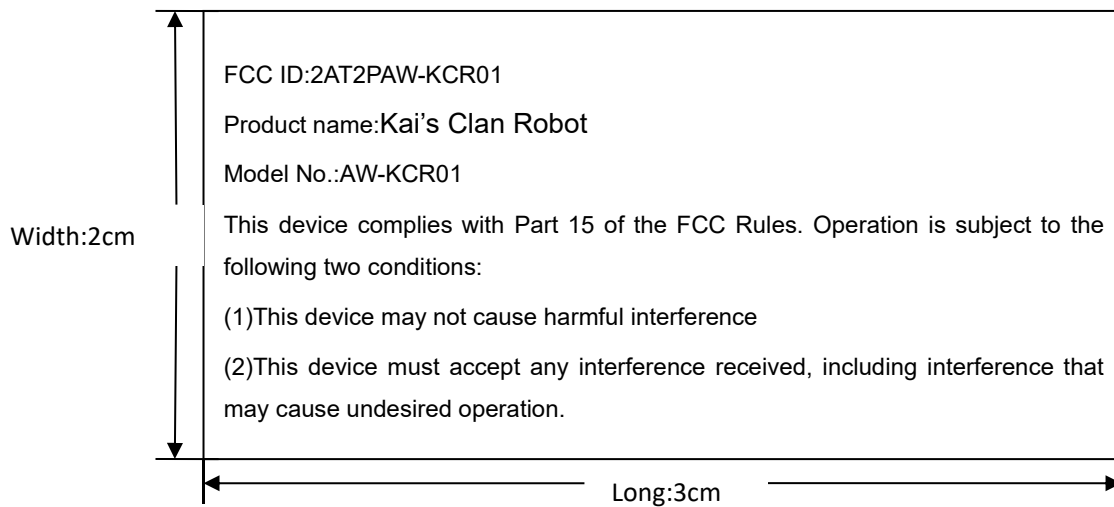 FCC ID:2AT2PAW-KCR01
Product name:Kai’s Clan Robot
Model No.:AW-KCR01
Width:2cm
This device complies with Part 15 of the FCC Rules. Operation is subject to the
following two conditions:
(1)This device may not cause harmful interference
(2)This device must accept any interference received, including interference that
may cause undesired operation.
Long:3cm